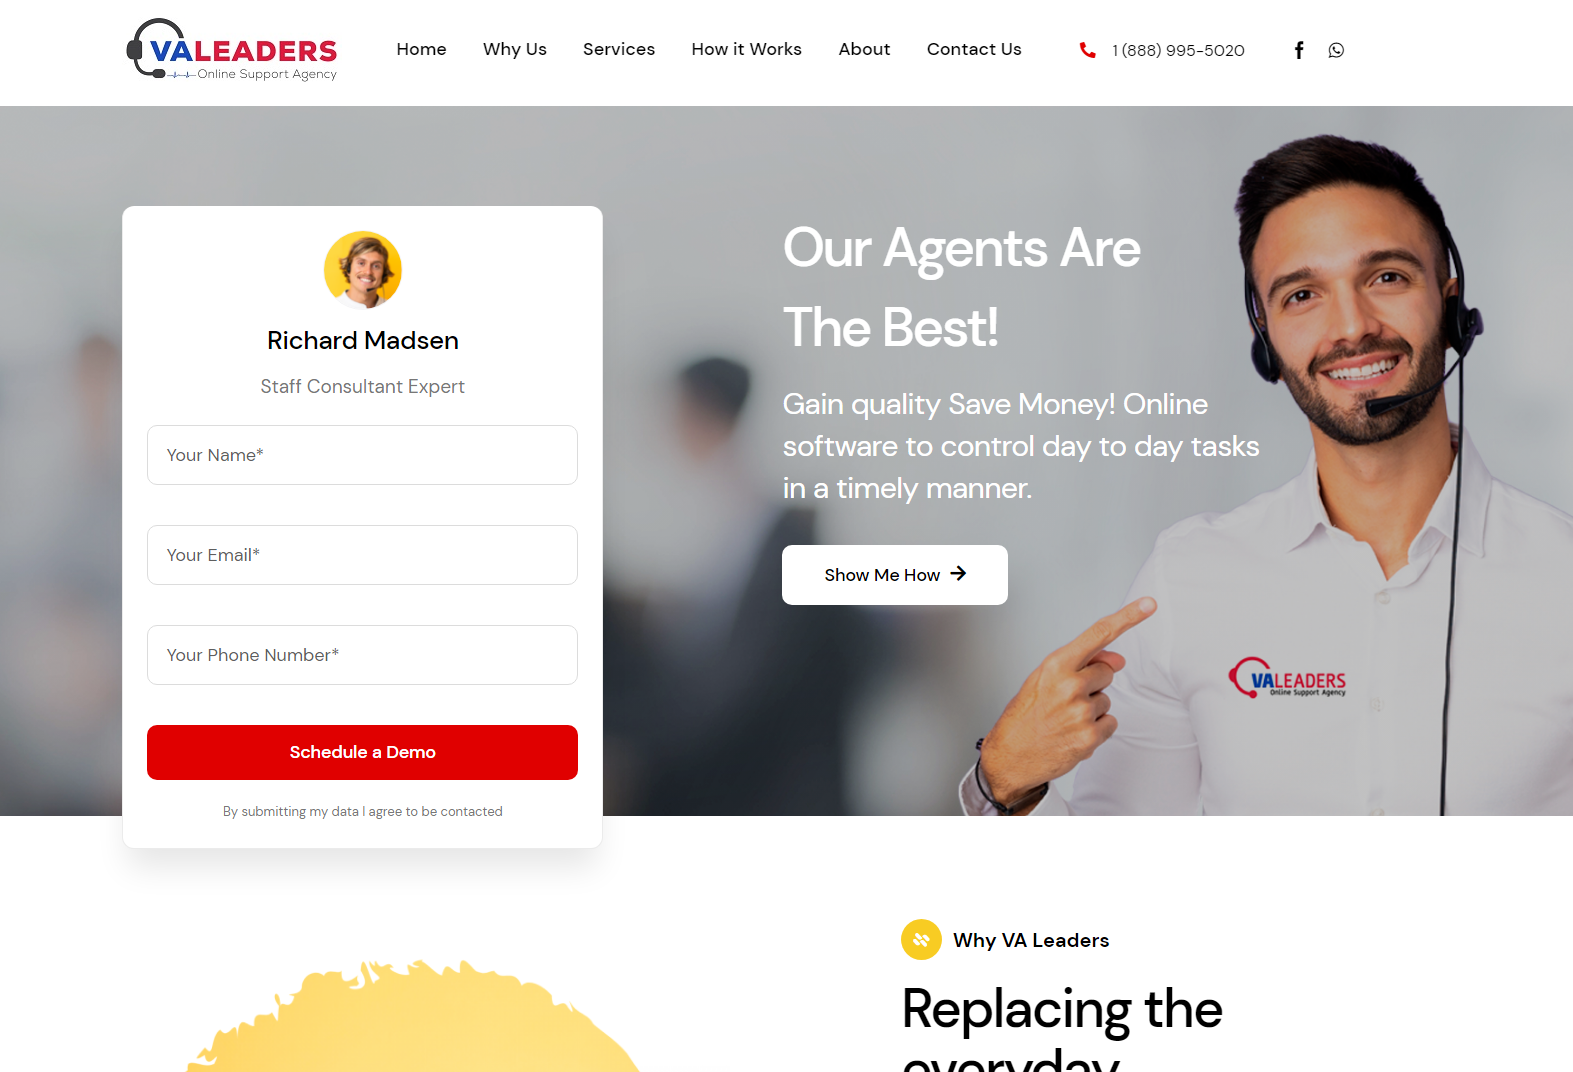 VALEADERS
Online Support Agency
Home
Why Us
Services
How it Works
About
Contact Us
1 (888) 995-5020
Richard Madsen
Staff Consultant Expert
Your Name*
Your Email*
Your Phone Number*
Schedule a Demo
By submitting my data I agree to be contacted
Our Agents Are
The Best!
Gain quality Save Money! Online
software to control day to day tasks
in a timely manner.
Show Me How
VALEADERS
Online Support Agency
Why VA Leaders
Replacing the
everyday